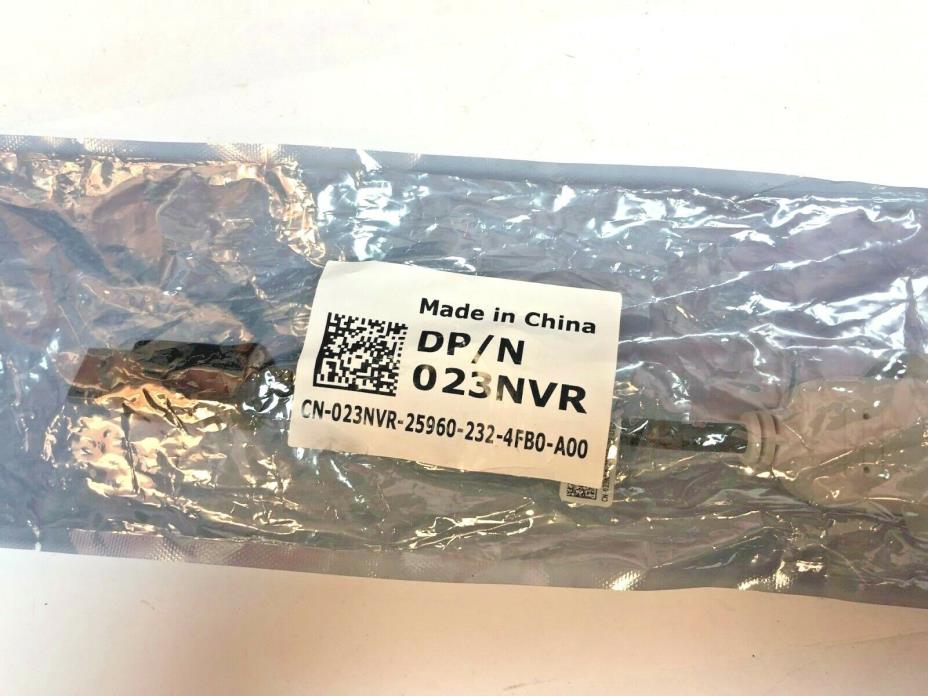 Made in China
DP/N
023NVR
CN-023NVR-25960-232-4FB0-A00